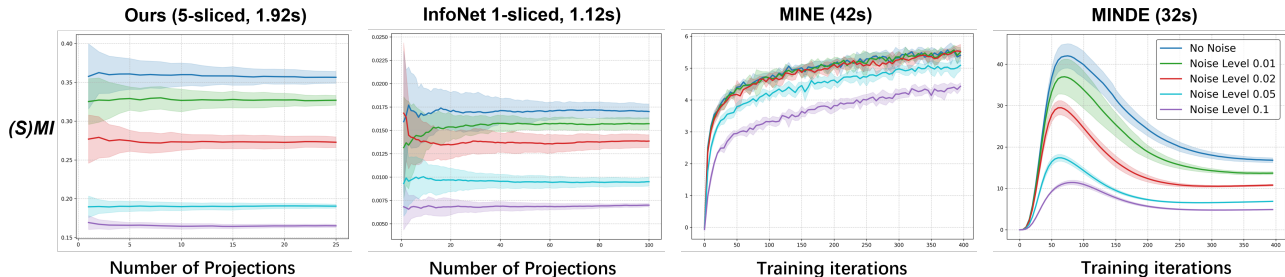 Ours (5-sliced, 1.92s)
InfoNet 1-sliced, 1.12s)
MINE (42s)
MINDE (32s)
(S)MI
0.40
0.35
0.30
0.25
0.20
0.15
0 5 10 15 20 25
Number of Projections
0.0250
0.0225
0.0200
0.0175
0.0150
0.0125
0.0100
0.0075
0.0050
0 20 40 60 80 100
Number of Projections
6
5
4
3
2
1
0
0 50 100 150 200 250 300 350 400
Training iterations
40
30
20
10
0
0 50 100 150 200 250 300 350 400
Training iterations
No Noise
Noise Level 0.01
Noise Level 0.02
Noise Level 0.05
Noise Level 0.1